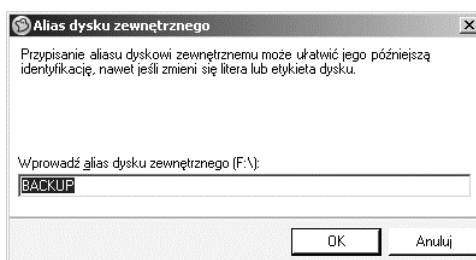 Alias dysku zewnętrznego
Przypisanie aliasu dyskowi zewnętrznemu może ułatwić jego późniejszą
identyfikację, nawet jeśli zmieni się litera lub etykieta dysku.
Wprowadź alias dysku zewnętrznego (F:\):
BACKUP
OK Anuluj